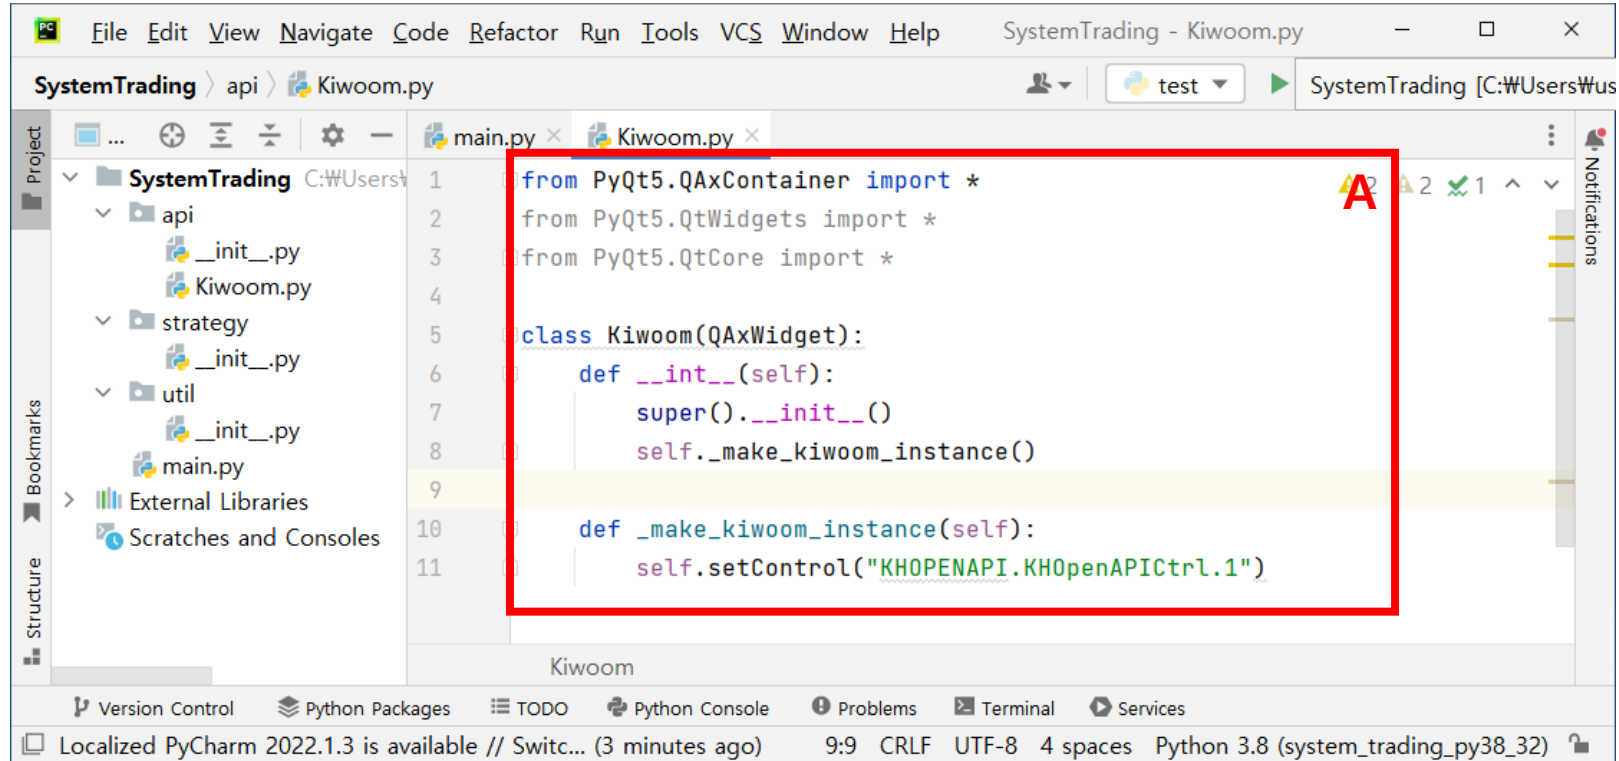 PC File Edit View Navigate Code Refactor Run Tools VCS Window Help SystemTrading - Kiwoom.py
SystemTrading api Kiwoom.py test SystemTrading [C:₩Users₩us
Project
Bookmarks
Structure
...
SystemTrading C:₩Users₩
api
__init__.py
Kiwoom.py
strategy
__init__.py
util
__init__.py
main.py
External Libraries
Scratches and Consoles
main.py Kiwoom.py
A 2 2 1
1 from PyQt5.QAxContainer import *
2 from PyQt5.QtWidgets import *
3 from PyQt5.QtCore import *
4
5 class Kiwoom(QAxWidget):
6 def __int__(self):
7 super().__init__()
8 self._make_kiwoom_instance()
9
10 def _make_kiwoom_instance(self):
11 self.setControl("KHOPENAPI.KHOpenAPICtrl.1")
Kiwoom
Notifications
Version Control Python Packages TODO Python Console Problems Terminal Services
Localized PyCharm 2022.1.3 is available // Switc... (3 minutes ago) 9:9 CRLF UTF-8 4 spaces Python 3.8 (system_trading_py38_32)